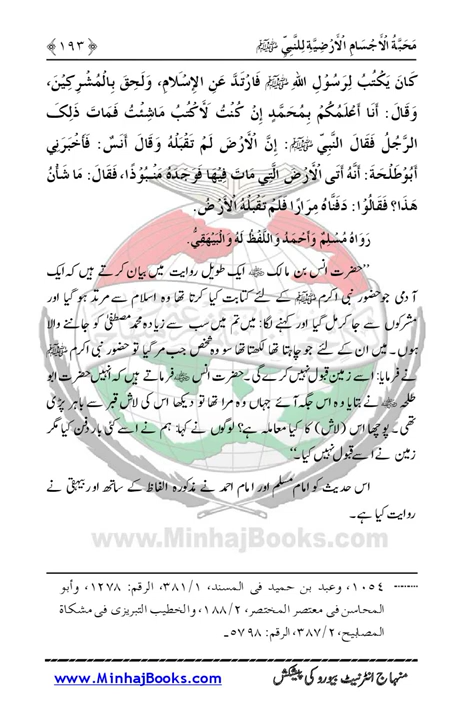 مَحَبَّةُ الْأَجْسَامِ الْأَرْضِيَّةِ لِلنَّبِيِّ ﷺ ﴿١٩٣﴾
كَانَ يَكْتُبُ لِرَسُوْلِ اللهِ ﷺ فَارْتَدَّ عَنِ الإِسْلَامِ، وَلَحِقَ بِالْمُشْرِكِيْنَ،
وَقَالَ: أَنَا أَعْلَمُكُمْ بِمُحَمَّدٍ إِنْ كُنْتُ لَأَكْتُبُ مَاشِئْتُ فَمَاتَ ذَلِكَ
الرَّجُلُ فَقَالَ النَّبِيُّ ﷺ: إِنَّ الْأَرْضَ لَمْ تَقْبَلْهُ وَقَالَ أَنَسٌ: فَأَخْبَرَنِي
أَبُوْطَلْحَةَ: أَنَّهُ أَتَى الْأَرْضَ الَّتِي مَاتَ فِيْهَا فَوَجَدَهُ مَنْبُوْذًا، فَقَالَ: مَا شَأْنُ
هَذَا؟ فَقَالُوْا: دَفَنَّاهُ مِرَارًا فَلَمْ تَقْبَلْهُ الْأَرْضُ.
رَوَاهُ مُسْلِمٌ وَأَحْمَدُ وَاللَّفْظُ لَهُ وَالْبَيْهَقِيُّ.
’’حضرت انس بن مالک ؓ ایک طویل روایت میں بیان کرتے ہیں کہ ایک
آدمی جو حضور نبی اکرم ﷺ کے لئے کتابت کیا کرتا تھا وہ اسلام سے مرتد ہو گیا اور
مشرکوں سے جا کر مل گیا اور کہنے لگا: میں تم میں سب سے زیادہ محمد مصطفی کو جاننے والا
ہوں۔ میں ان کے لئے جو چاہتا تھا لکھتا تھا سو وہ شخص جب مر گیا تو حضور نبی اکرم ﷺ
نے فرمایا: اسے زمین قبول نہیں کرے گی۔ حضرت انس ؓ فرماتے ہیں کہ انہیں حضرت ابو
طلحہ ؓ نے بتایا وہ اس جگہ آئے جہاں وہ مرا تھا تو دیکھا اس کی لاش قبر سے باہر پڑی
تھی۔ پوچھا اس (لاش) کا کیا معاملہ ہے؟ لوگوں نے کہا: ہم نے اسے کئی بار دفن کیا مگر
زمین نے اسے قبول نہیں کیا۔‘‘
اس حدیث کو امام مسلم اور امام احمد نے مذکورہ الفاظ کے ساتھ اور بیہقی نے
روایت کیا ہے۔
www.MinhajBooks.com
........ ١٠٥٤، وعبد بن حميد في المسند، ١/٣٨١، الرقم: ١٢٧٨، وأبو
المحاسن في معتصر المختصر، ٢/١٨٨، والخطيب التبريزي في مشكاة
المصابيح، ٢/٣٨٧، الرقم: ٥٧٩٨۔
منہاج انٹرنیٹ بیورو کی پیشکش www.MinhajBooks.com